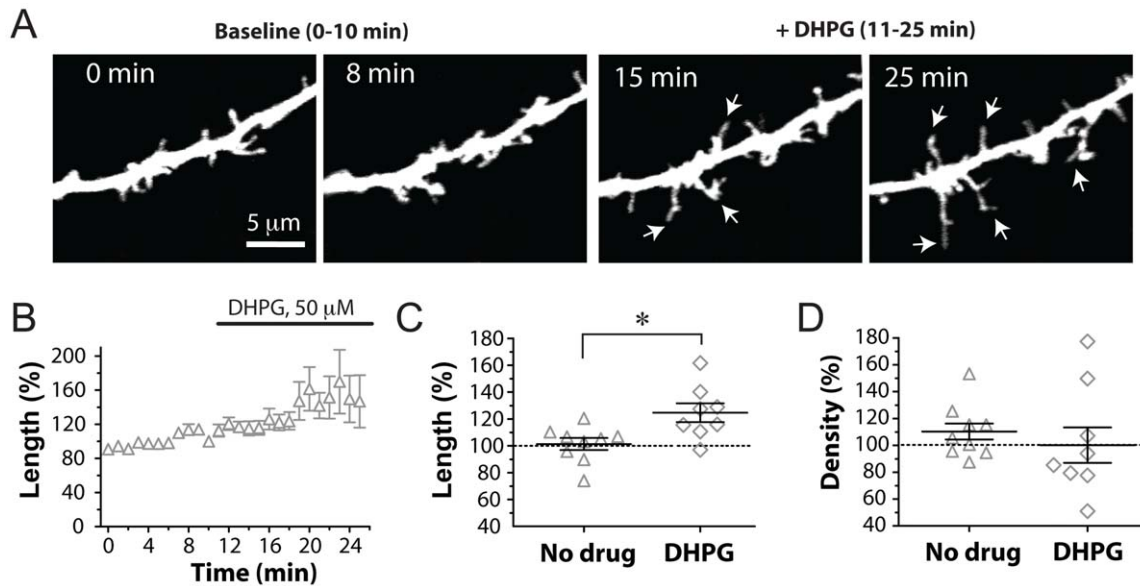 A
Baseline (0-10 min)
+ DHPG (11-25 min)
0 min
8 min
15 min
25 min
5 μm
B
DHPG, 50 μM
Length (%)
200
160
120
80
40
0
0 4 8 12 16 20 24
Time (min)
C
*
Length (%)
180
160
140
120
100
80
60
40
No drug DHPG
D
Density (%)
180
160
140
120
100
80
60
40
No drug DHPG